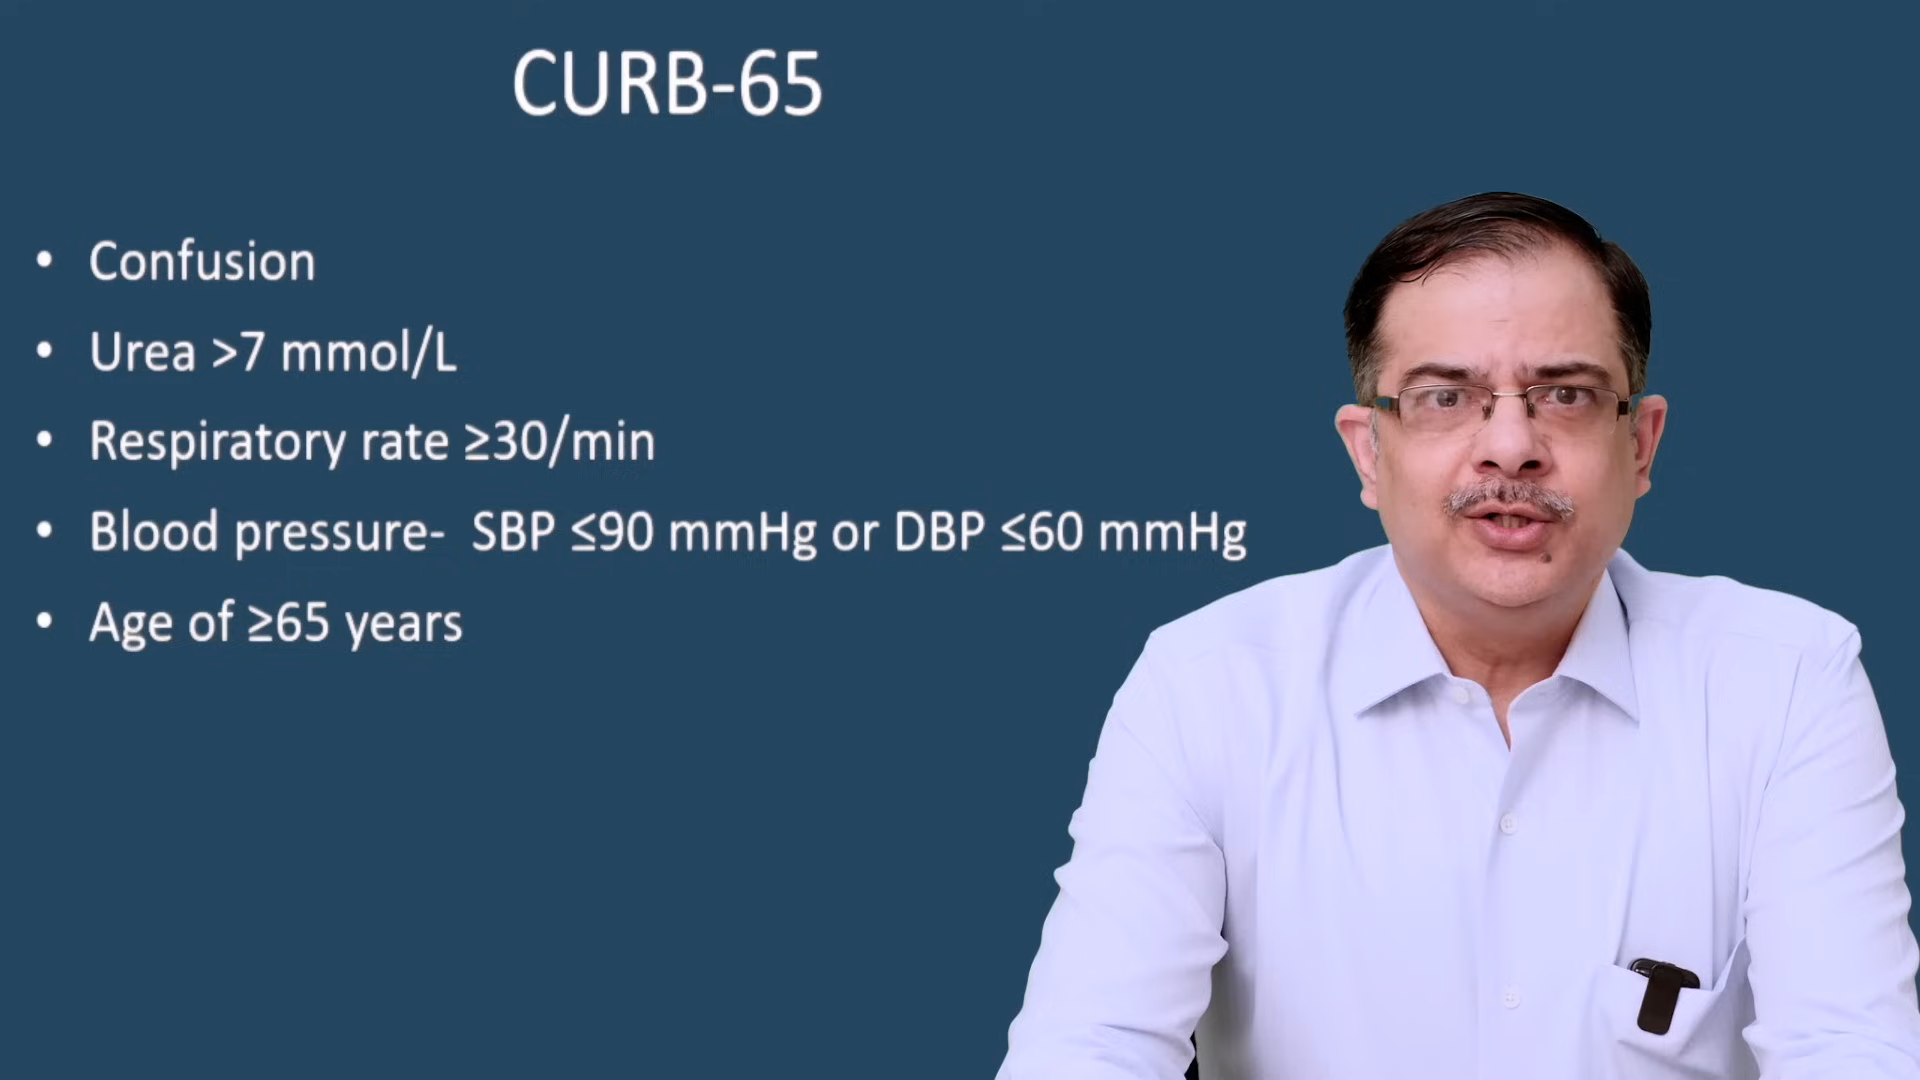 CURB-65
• Confusion
• Urea >7 mmol/L
• Respiratory rate ≥30/min
• Blood pressure- SBP ≤90 mmHg or DBP ≤60 mmHg
• Age of ≥65 years